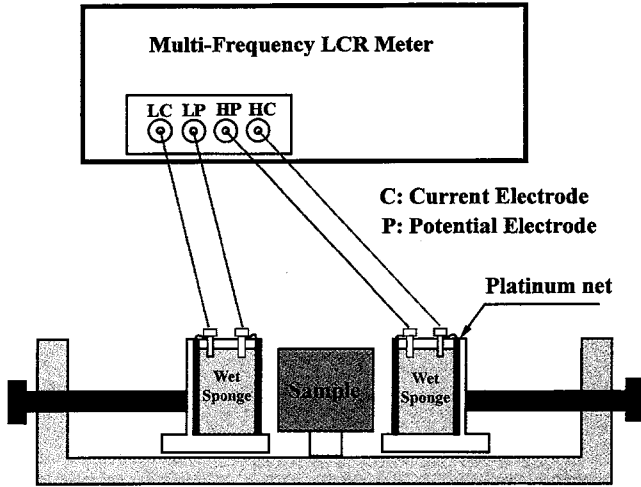 Multi-Frequency LCR Meter
LC LP HP HC
C: Current Electrode
P: Potential Electrode
Platinum net
Wet
Sponge
Sample
Wet
Sponge